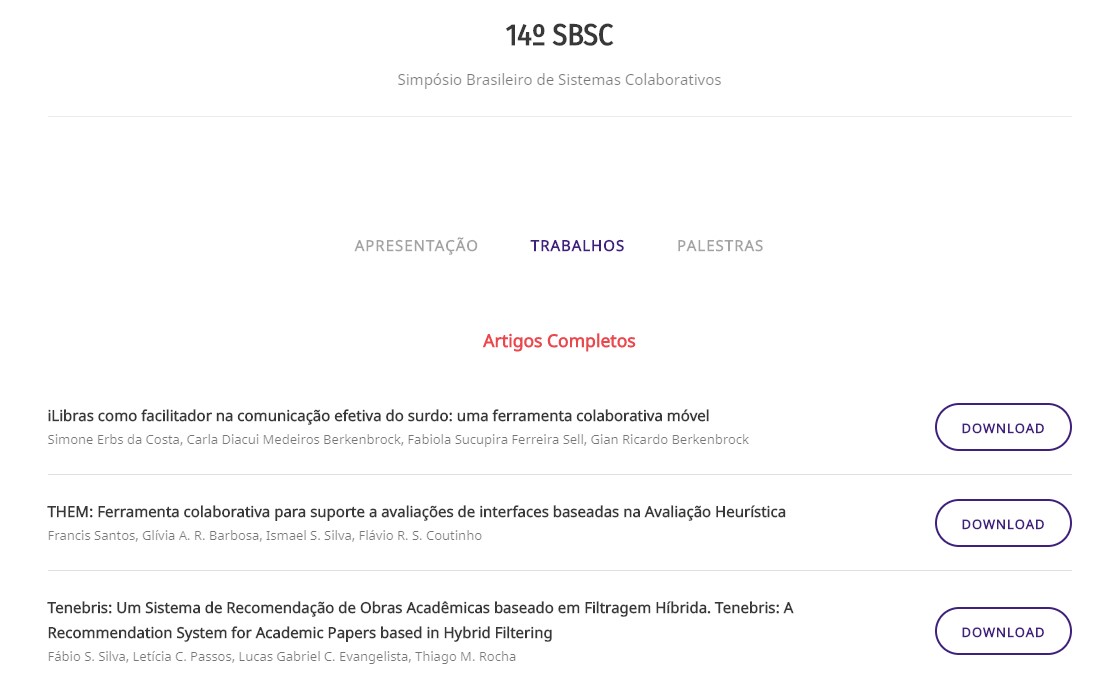 14º SBSC
Simpósio Brasileiro de Sistemas Colaborativos
APRESENTAÇÃO TRABALHOS PALESTRAS
Artigos Completos
iLibras como facilitador na comunicação efetiva do surdo: uma ferramenta colaborativa móvel
Simone Erbs da Costa, Carla Diacui Medeiros Berkenbrock, Fabiola Sucupira Ferreira Sell, Gian Ricardo Berkenbrock
DOWNLOAD
THEM: Ferramenta colaborativa para suporte a avaliações de interfaces baseadas na Avaliação Heurística
Francis Santos, Glívia A. R. Barbosa, Ismael S. Silva, Flávio R. S. Coutinho
DOWNLOAD
Tenebris: Um Sistema de Recomendação de Obras Acadêmicas baseado em Filtragem Híbrida. Tenebris: A
Recommendation System for Academic Papers based in Hybrid Filtering
Fábio S. Silva, Letícia C. Passos, Lucas Gabriel C. Evangelista, Thiago M. Rocha
DOWNLOAD